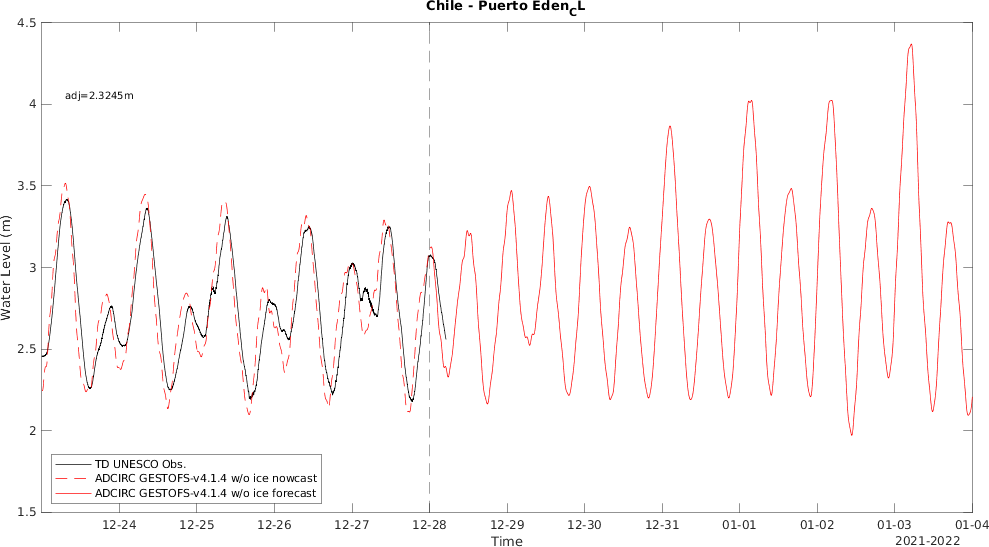 Chile - Puerto Eden_CL
4.5
adj=2.3245m
4
3.5
3
2.5
2
1.5
Water Level (m)
TD UNESCO Obs.
ADCIRC GESTOFS-v4.1.4 w/o ice nowcast
ADCIRC GESTOFS-v4.1.4 w/o ice forecast
12-24 12-25 12-26 12-27 12-28 12-29 12-30 12-31 01-01 01-02 01-03 01-04
Time
2021-2022